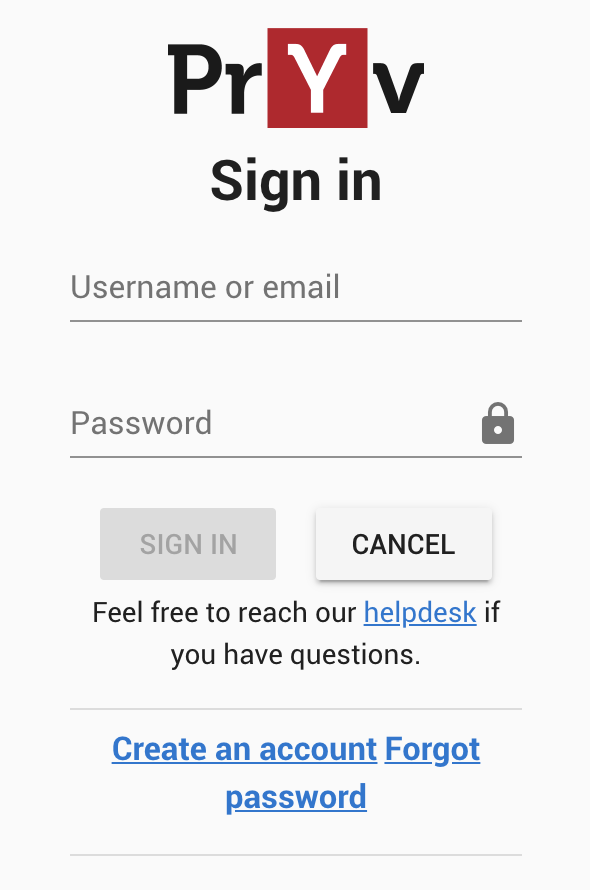 PrYv
Sign in
Username or email
Password
SIGN IN
CANCEL
Feel free to reach our helpdesk if
you have questions.
Create an account Forgot
password